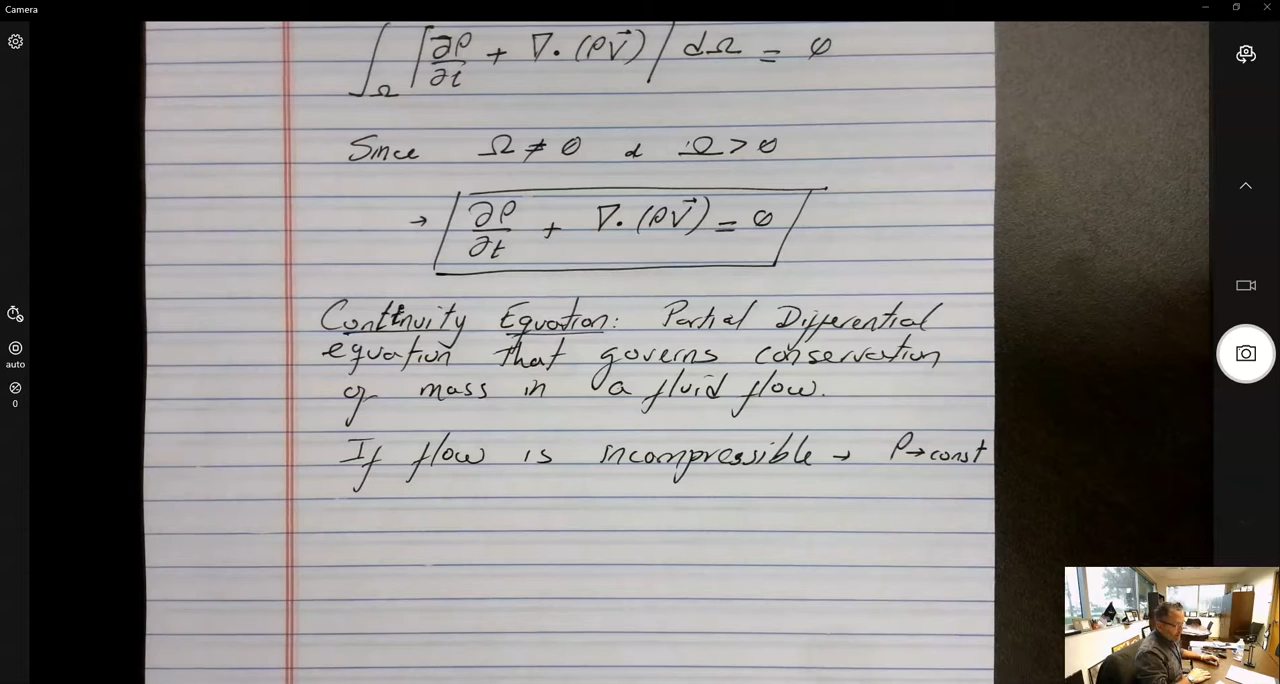 Camera
∫_Ω [∂ρ/∂t + ∇·(ρV⃗)] dΩ = 0
Since Ω ≠ 0 & Ω > 0
→ ∂ρ/∂t + ∇·(ρV⃗) = 0
Continuity Equation: Partial Differential
equation that governs conservation
of mass in a fluid flow.
If flow is incompressible → ρ → const
auto
0